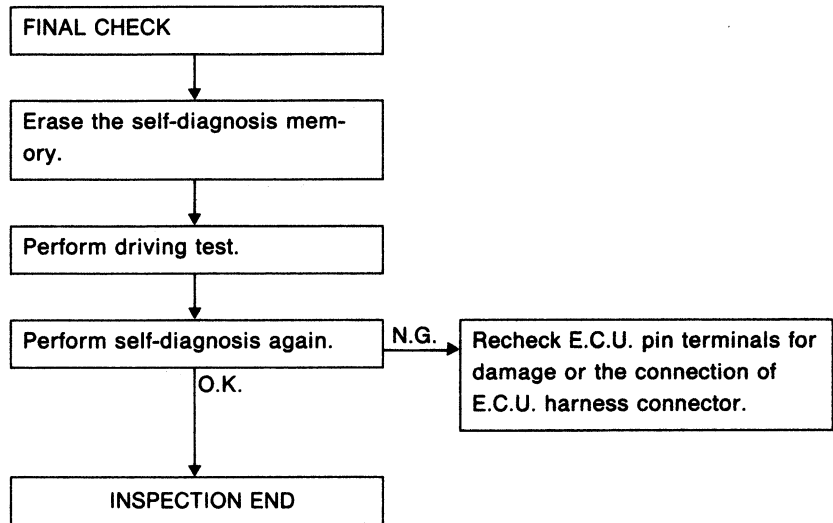 FINAL CHECK
Erase the self-diagnosis mem-
ory.
Perform driving test.
Perform self-diagnosis again.
N.G.
Recheck E.C.U. pin terminals for
damage or the connection of
E.C.U. harness connector.
O.K.
INSPECTION END